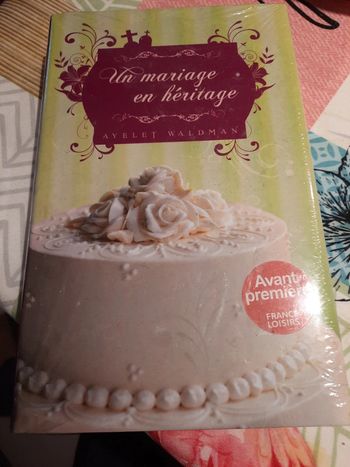 Un mariage
en héritage
AYELET WALDMAN
Avant-
première
FRANCE
LOISIRS